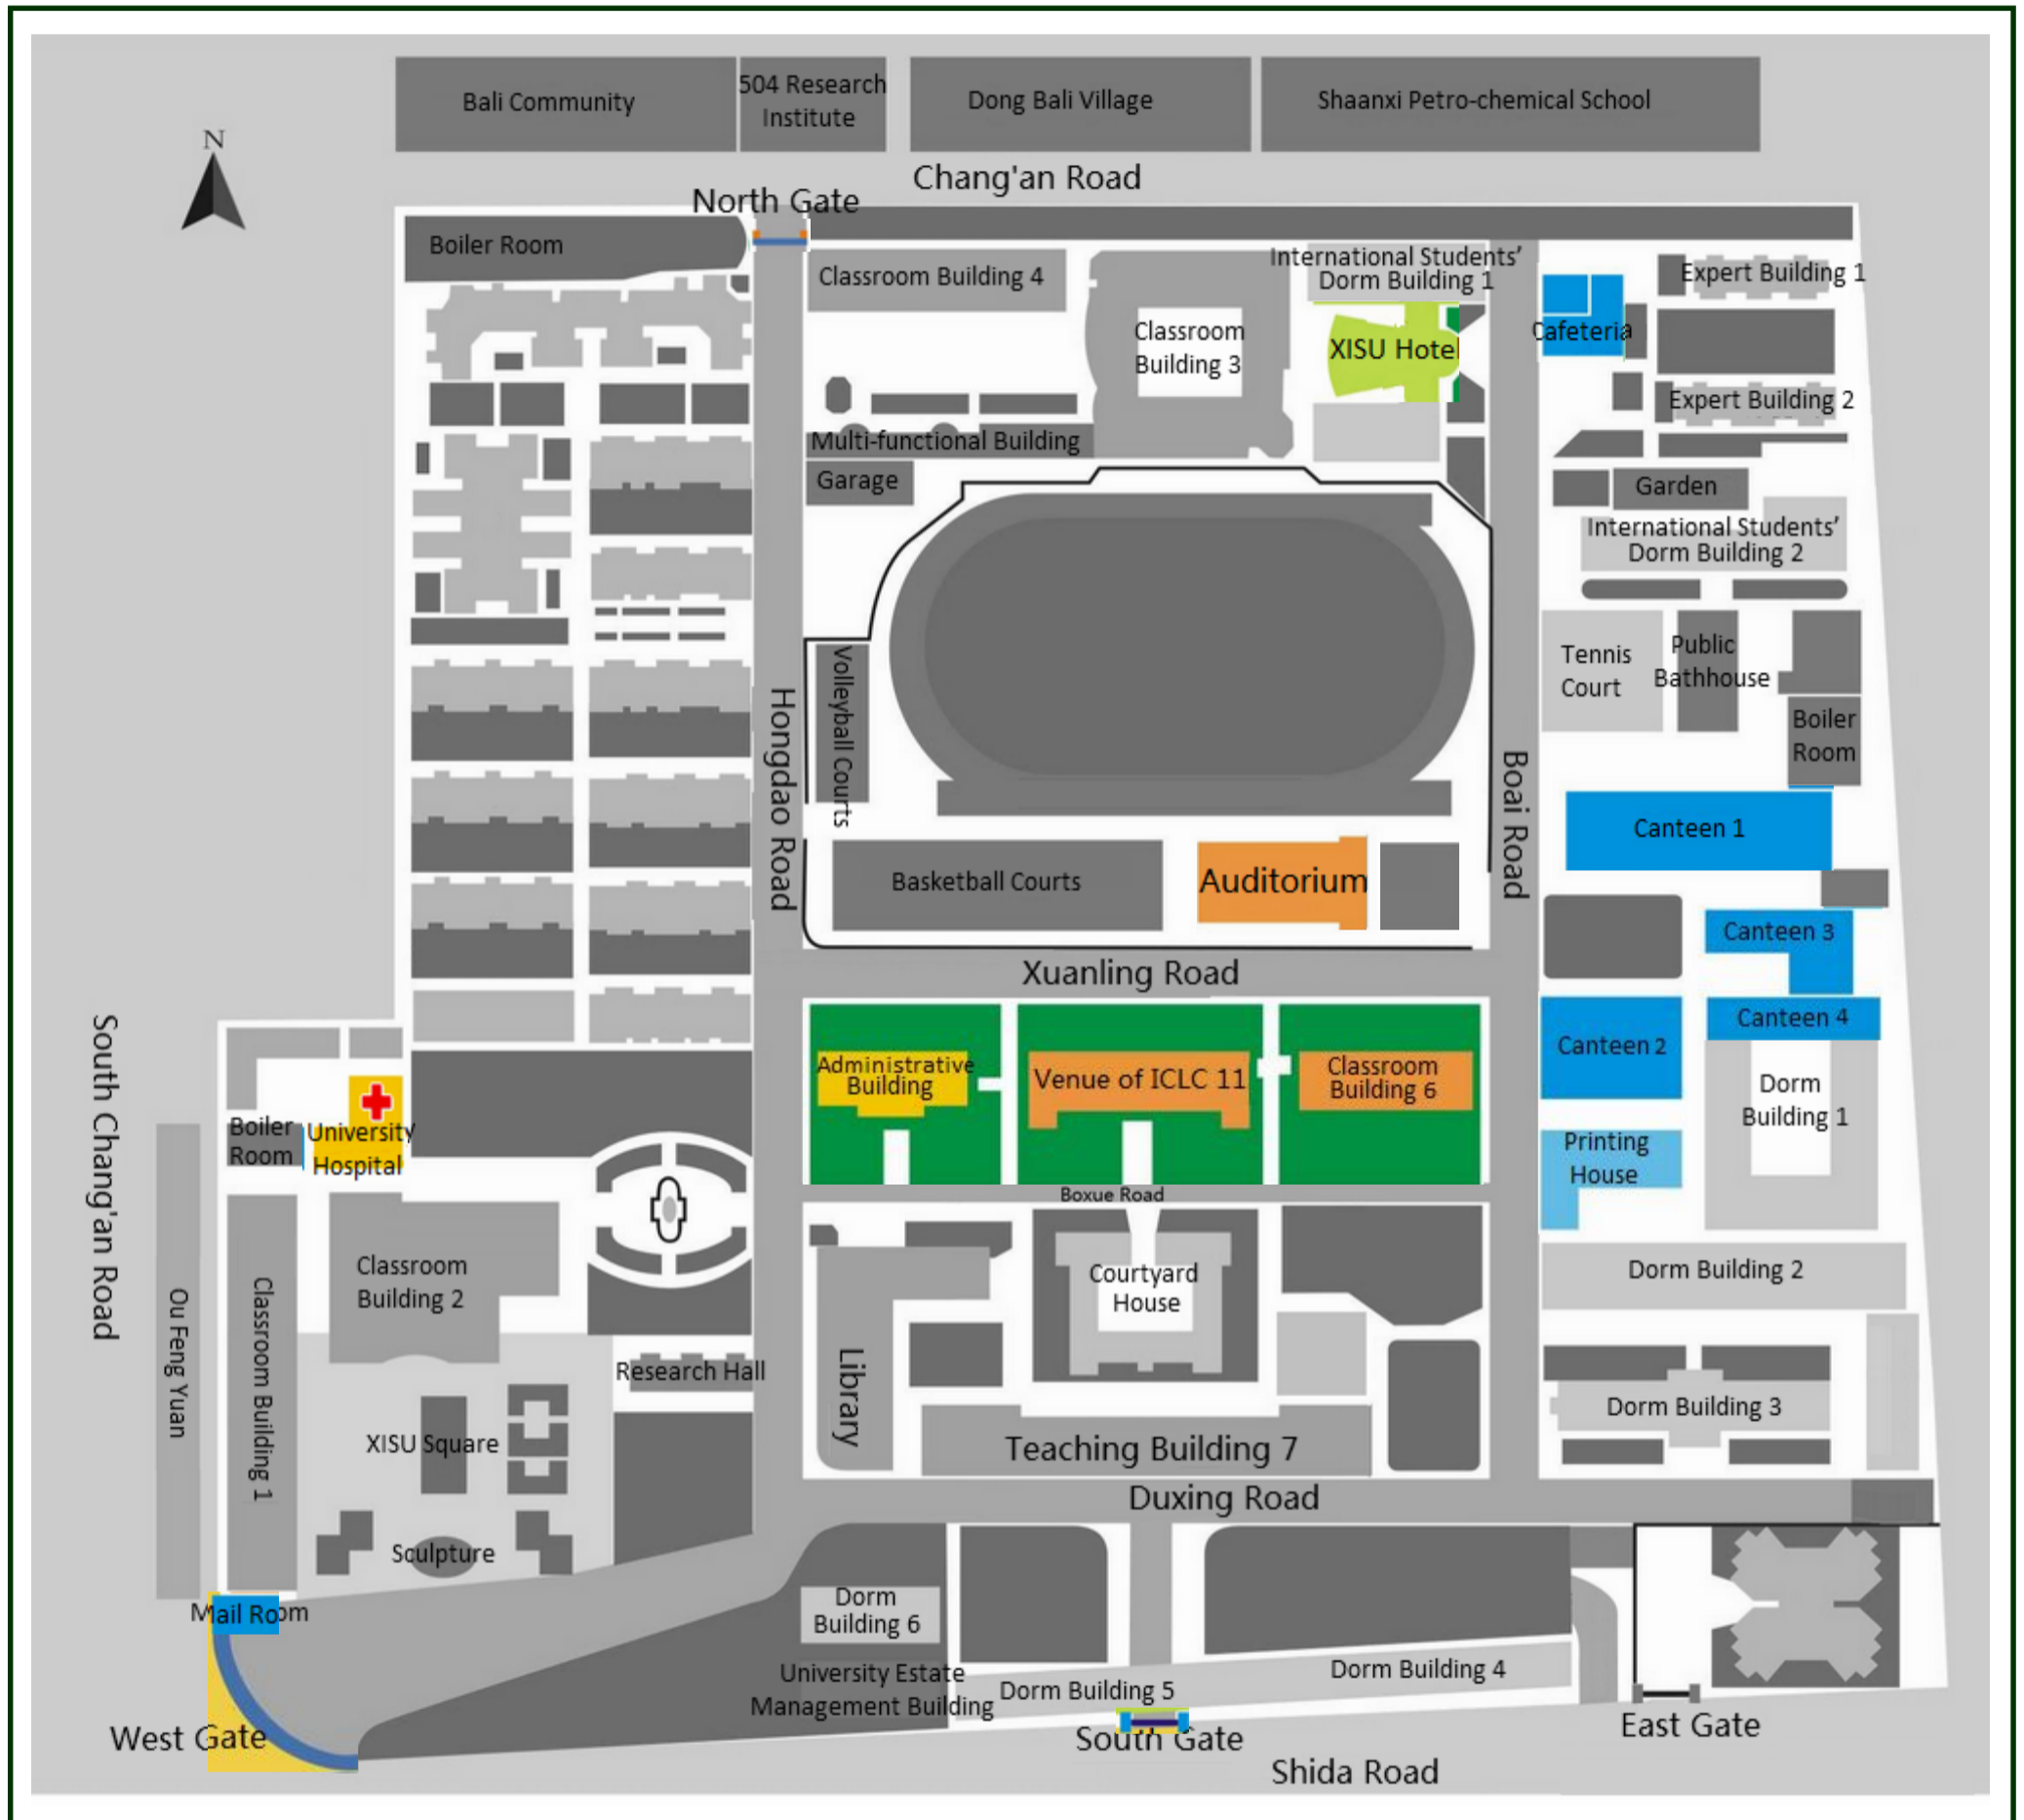 Bali Community
504 Research
Institute
Dong Bali Village
Shaanxi Petro-chemical School
Chang'an Road
N
North Gate
Boiler Room
Classroom Building 4
International Students'
Dorm Building 1
Expert Building 1
Classroom
Building 3
XISU Hotel
Cafeteria
Expert Building 2
Multi-functional Building
Garage
Garden
International Students'
Dorm Building 2
Volleyball Courts
Hongdao Road
Boai Road
Tennis
Court
Public
Bathhouse
Boiler
Room
Canteen 1
Basketball Courts
Auditorium
Canteen 3
Xuanling Road
Canteen 4
Canteen 2
South Chang'an Road
Administrative
Building
Venue of ICLC 11
Classroom
Building 6
Dorm
Building 1
Boiler
Room
University
Hospital
Printing
House
Boxue Road
Classroom
Building 2
Courtyard
House
Dorm Building 2
Ou Feng Yuan
Classroom Building 1
Research Hall
Library
Dorm Building 3
XISU Square
Teaching Building 7
Duxing Road
Sculpture
Mail Room
Dorm
Building 6
University Estate
Management Building
Dorm Building 5
Dorm Building 4
West Gate
South Gate
East Gate
Shida Road